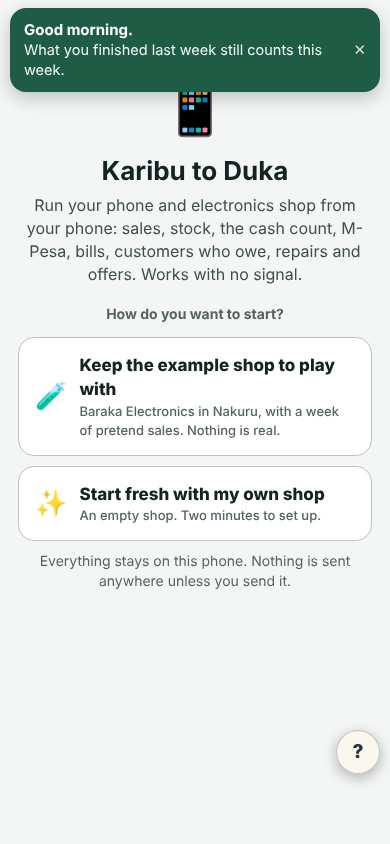 Good morning.
What you finished last week still counts this
week.
×
Karibu to Duka
Run your phone and electronics shop from
your phone: sales, stock, the cash count, M-
Pesa, bills, customers who owe, repairs and
offers. Works with no signal.
How do you want to start?
Keep the example shop to play
with
Baraka Electronics in Nakuru, with a week
of pretend sales. Nothing is real.
Start fresh with my own shop
An empty shop. Two minutes to set up.
Everything stays on this phone. Nothing is sent
anywhere unless you send it.
?